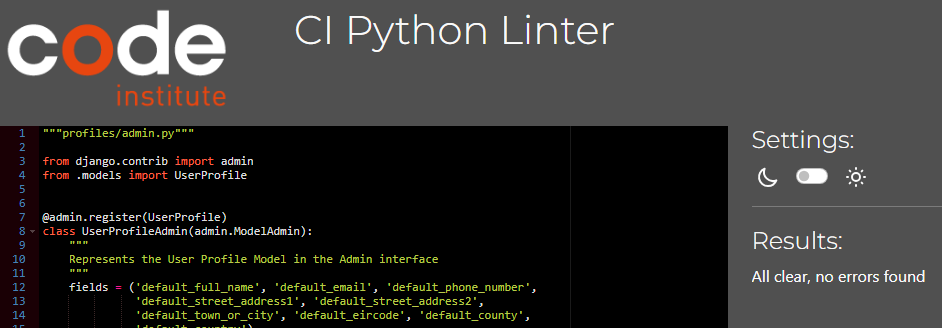 code
institute
CI Python Linter
1 """profiles/admin.py"""
2
3 from django.contrib import admin
4 from .models import UserProfile
5
6
7 @admin.register(UserProfile)
8 class UserProfileAdmin(admin.ModelAdmin):
9     """
10     Represents the User Profile Model in the Admin interface
11     """
12     fields = ('default_full_name', 'default_email', 'default_phone_number',
13               'default_street_address1', 'default_street_address2',
14               'default_town_or_city', 'default_eircode', 'default_county',
15               'default_country')
Settings:
Results:
All clear, no errors found